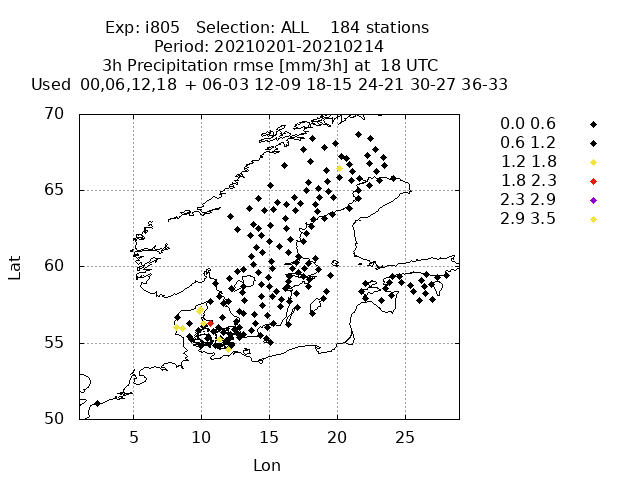 Exp: i805 Selection: ALL 184 stations
Period: 20210201-20210214
3h Precipitation rmse [mm/3h] at 18 UTC
Used 00,06,12,18 + 06-03 12-09 18-15 24-21 30-27 36-33
70
65
60
55
50
Lat
5 10 15 20 25
Lon
0.0 0.6
0.6 1.2
1.2 1.8
1.8 2.3
2.3 2.9
2.9 3.5